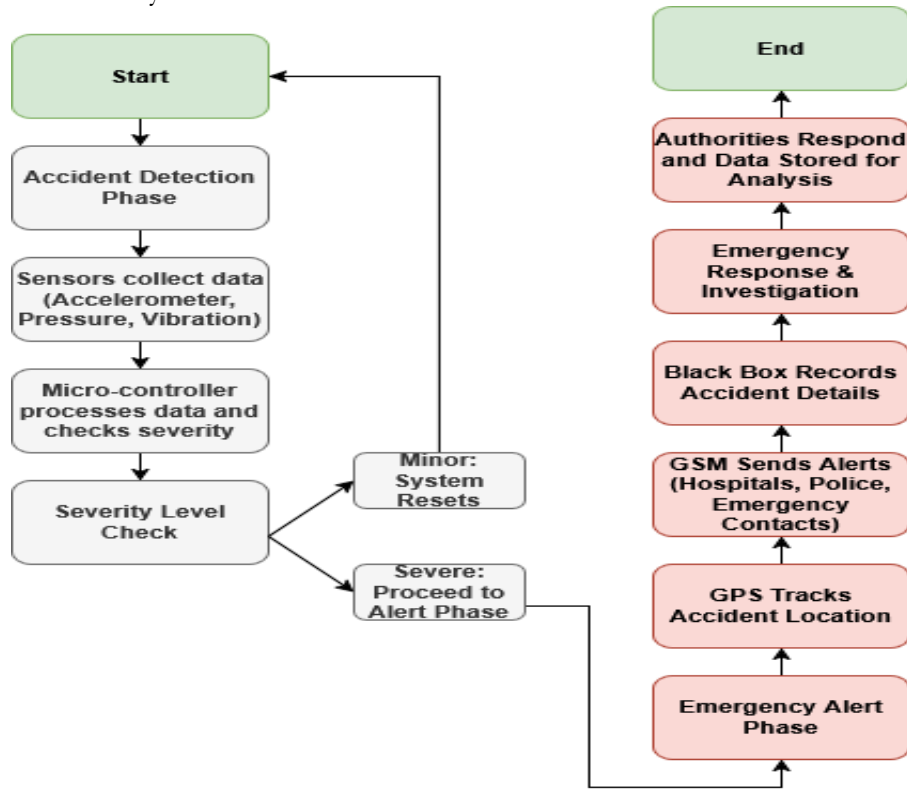 Start
Accident Detection
Phase
Sensors collect data
(Accelerometer,
Pressure, Vibration)
Micro-controller
processes data and
checks severity
Severity Level
Check
Minor:
System
Resets
Severe:
Proceed to
Alert Phase
Emergency Alert
Phase
GPS Tracks
Accident Location
GSM Sends Alerts
(Hospitals, Police,
Emergency
Contacts)
Black Box Records
Accident Details
Emergency
Response &
Investigation
Authorities Respond
and Data Stored for
Analysis
End